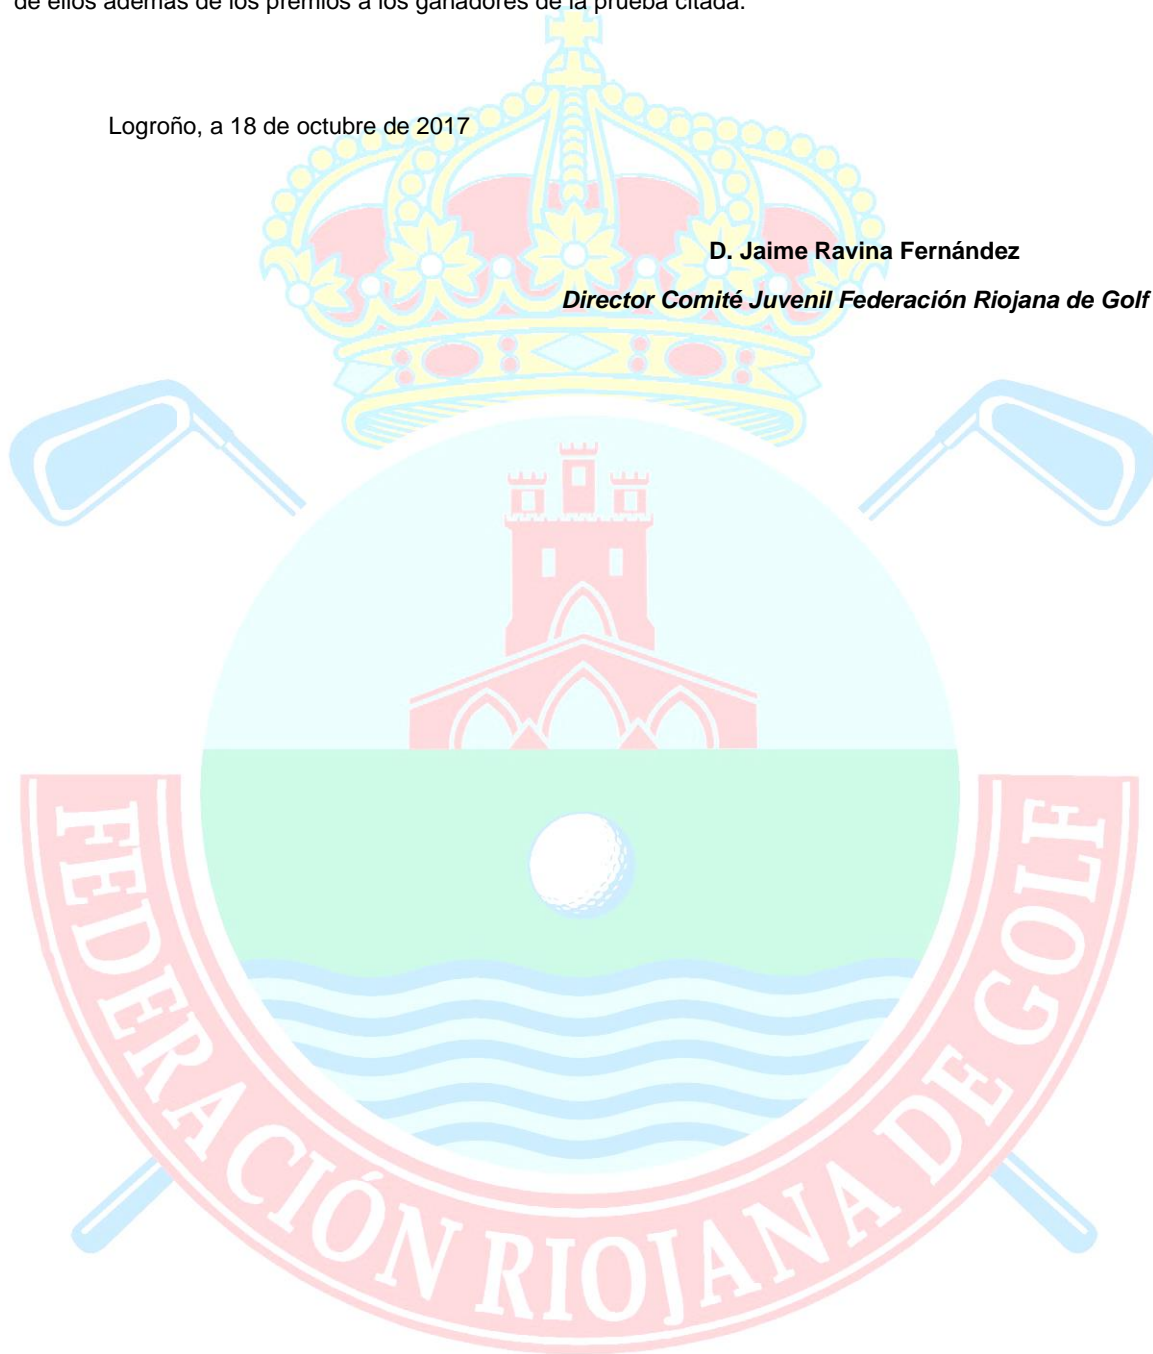 de ellos además de los premios a los ganadores de la prueba citada.
Logroño, a 18 de octubre de 2017
D. Jaime Ravina Fernández
Director Comité Juvenil Federación Riojana de Golf
FEDERACIÓN RIOJANA DE GOLF